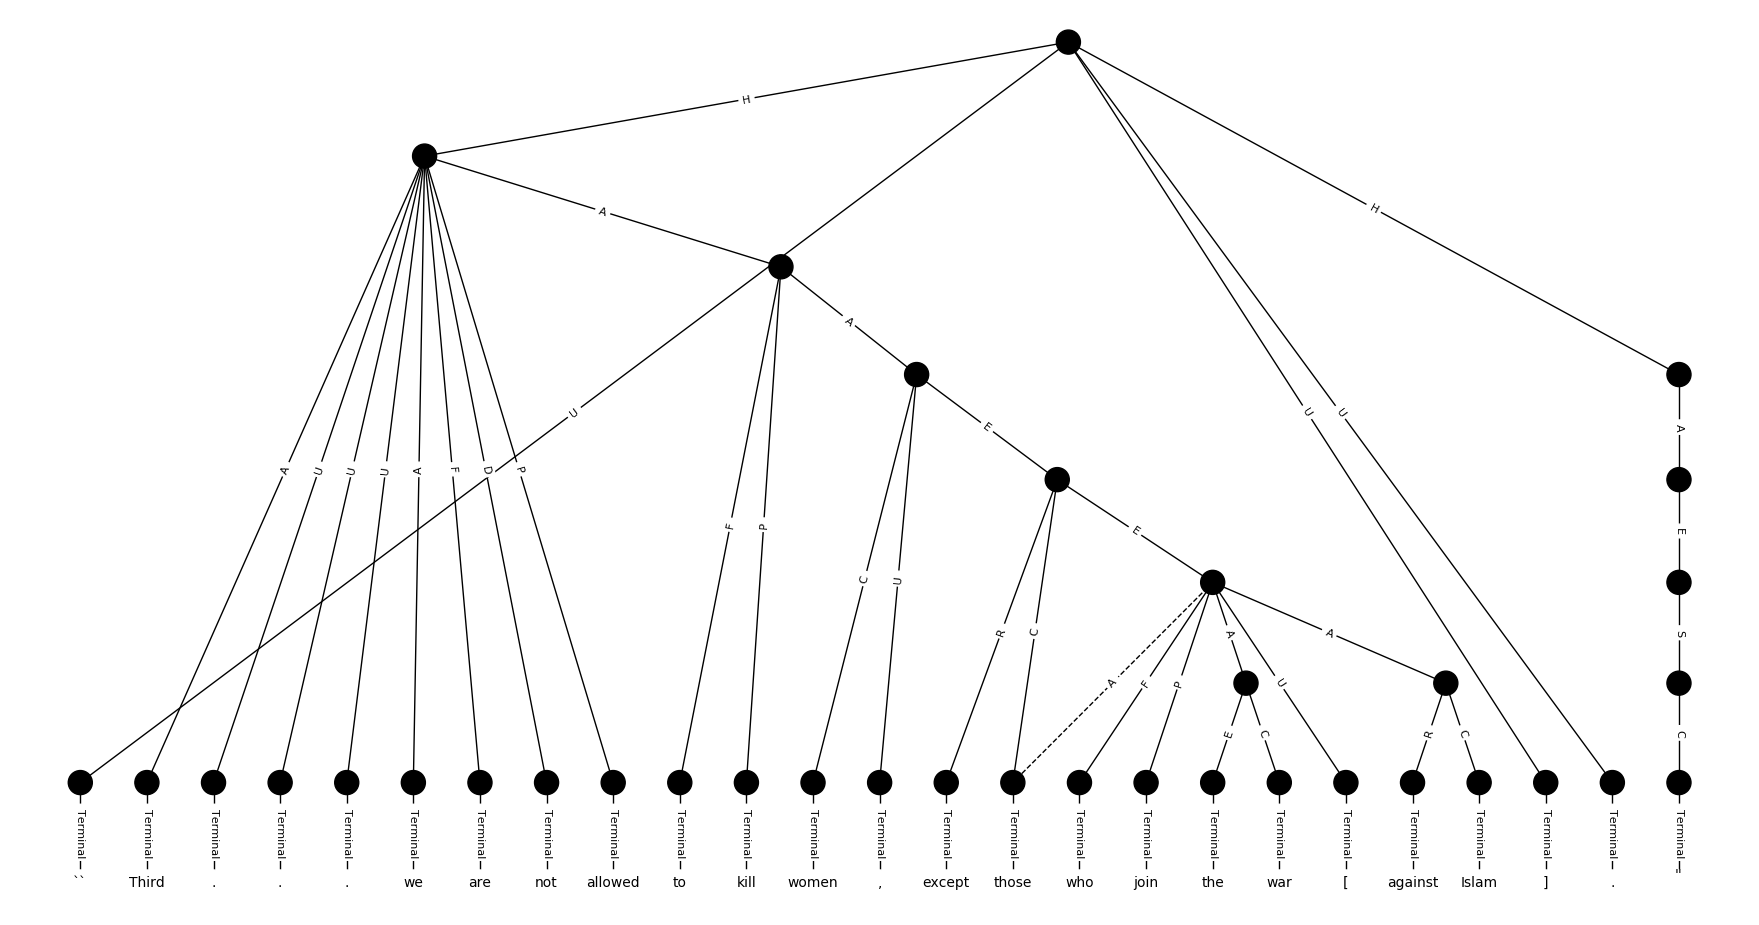 H
A
H
A
A
E
U
U
U
A
U
U
U
A
F
D
P
F
P
E
E
C
U
R
C
A
A
S
A
F
P
U
E
C
R
C
C
Terminal Terminal Terminal Terminal Terminal Terminal Terminal Terminal Terminal Terminal Terminal Terminal Terminal Terminal Terminal Terminal Terminal Terminal Terminal Terminal Terminal Terminal Terminal Terminal Terminal
`` Third . . . we are not allowed to kill women , except those who join the war [ against Islam ] . "